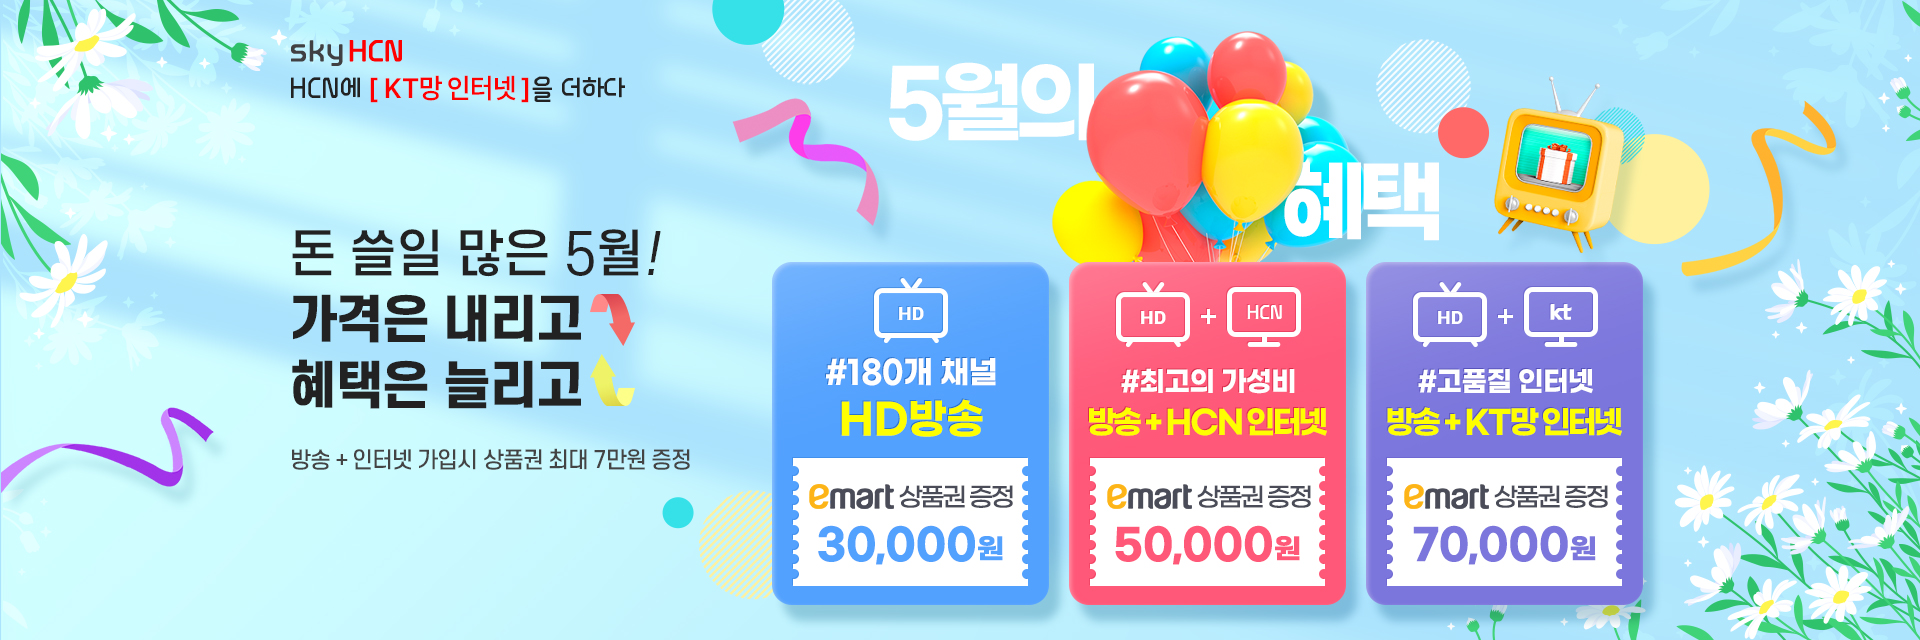 sky HCN
HCN에 [ KT망 인터넷 ]을 더하다
돈 쓸일 많은 5월!
가격은 내리고
혜택은 늘리고
방송 + 인터넷 가입시 상품권 최대 7만원 증정
5월의
혜택
HD
#180개 채널
HD방송
emart 상품권 증정
30,000원
HD + HCN
#최고의 가성비
방송 + HCN 인터넷
emart 상품권 증정
50,000원
HD + kt
#고품질 인터넷
방송 + KT망 인터넷
emart 상품권 증정
70,000원